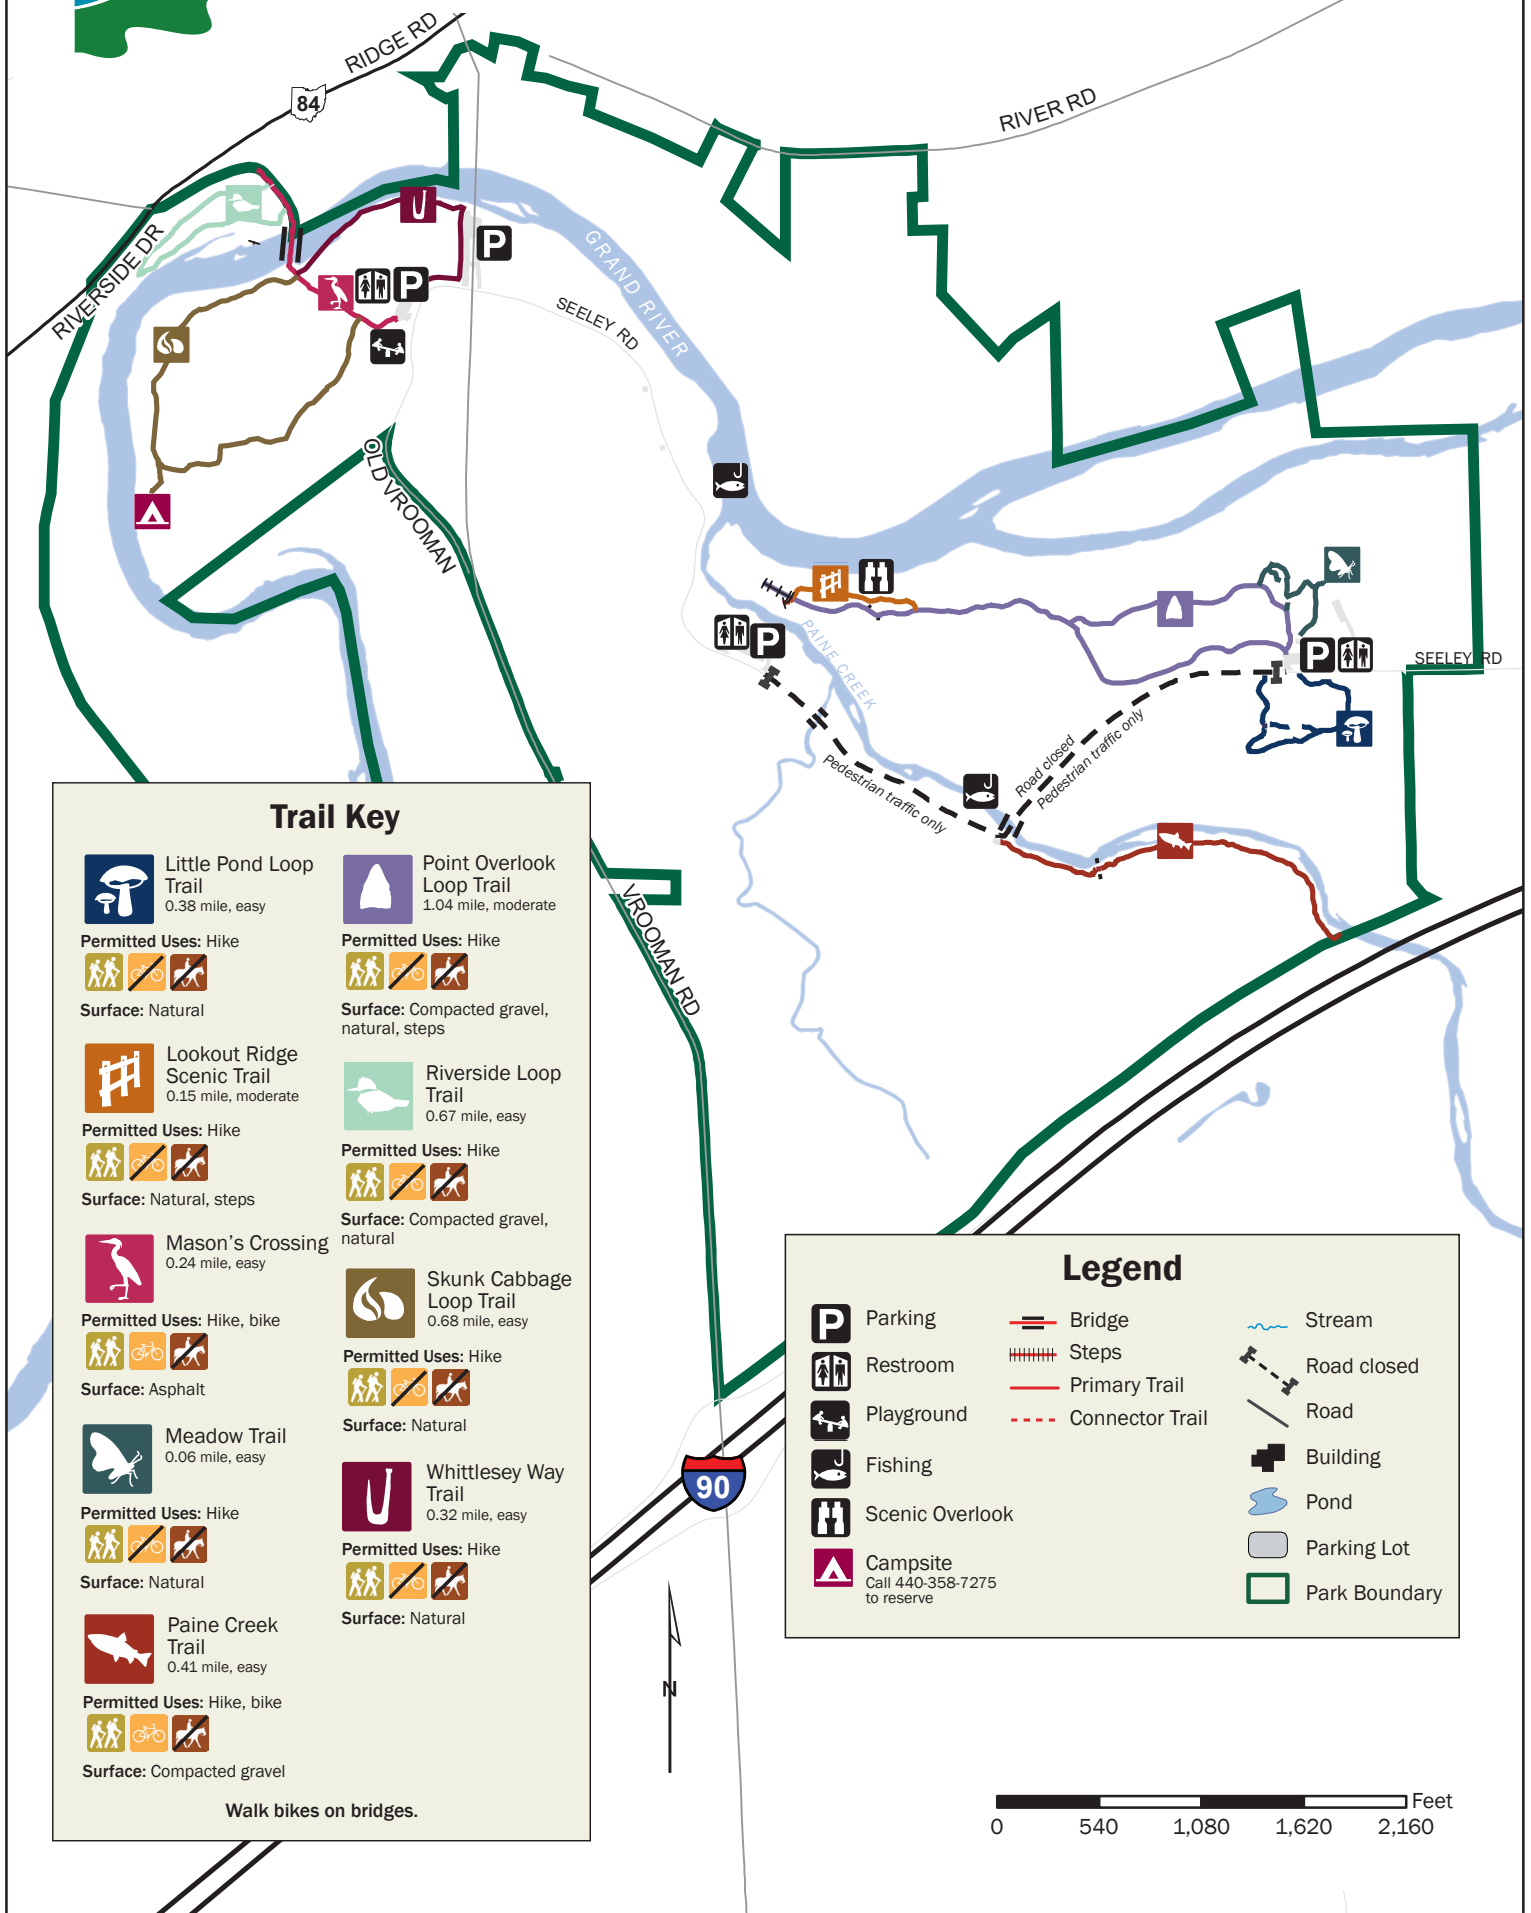 RIDGE RD
84
RIVER RD
RIVERSIDE DR
P
P
GRAND RIVER
SEELEY RD
OLD VROOMAN
P
PAINE CREEK
P
SEELEY RD
Road closed
Pedestrian traffic only
Pedestrian traffic only
VROOMAN RD
Trail Key
Little Pond Loop
Trail
0.38 mile, easy
Permitted Uses: Hike
Surface: Natural
Lookout Ridge
Scenic Trail
0.15 mile, moderate
Permitted Uses: Hike
Surface: Natural, steps
Mason's Crossing
0.24 mile, easy
Permitted Uses: Hike, bike
Surface: Asphalt
Meadow Trail
0.06 mile, easy
Permitted Uses: Hike
Surface: Natural
Paine Creek
Trail
0.41 mile, easy
Permitted Uses: Hike, bike
Surface: Compacted gravel
Point Overlook
Loop Trail
1.04 mile, moderate
Permitted Uses: Hike
Surface: Compacted gravel,
natural, steps
Riverside Loop
Trail
0.67 mile, easy
Permitted Uses: Hike
Surface: Compacted gravel,
natural
Skunk Cabbage
Loop Trail
0.68 mile, easy
Permitted Uses: Hike
Surface: Natural
Whittlesey Way
Trail
0.32 mile, easy
Permitted Uses: Hike
Surface: Natural
Walk bikes on bridges.
90
N
Legend
P
Parking
Restroom
Playground
Fishing
Scenic Overlook
Campsite
Call 440-358-7275
to reserve
Bridge
Steps
Primary Trail
Connector Trail
Stream
Road closed
Road
Building
Pond
Parking Lot
Park Boundary
Feet
0 540 1,080 1,620 2,160